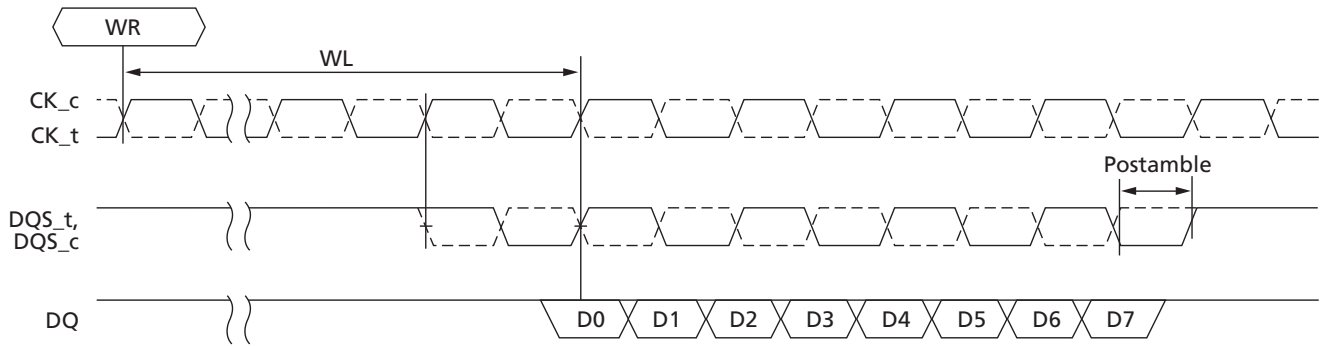 WR
WL
CK_c
CK_t
Postamble
DQS_t,
DQS_c
DQ D0 D1 D2 D3 D4 D5 D6 D7